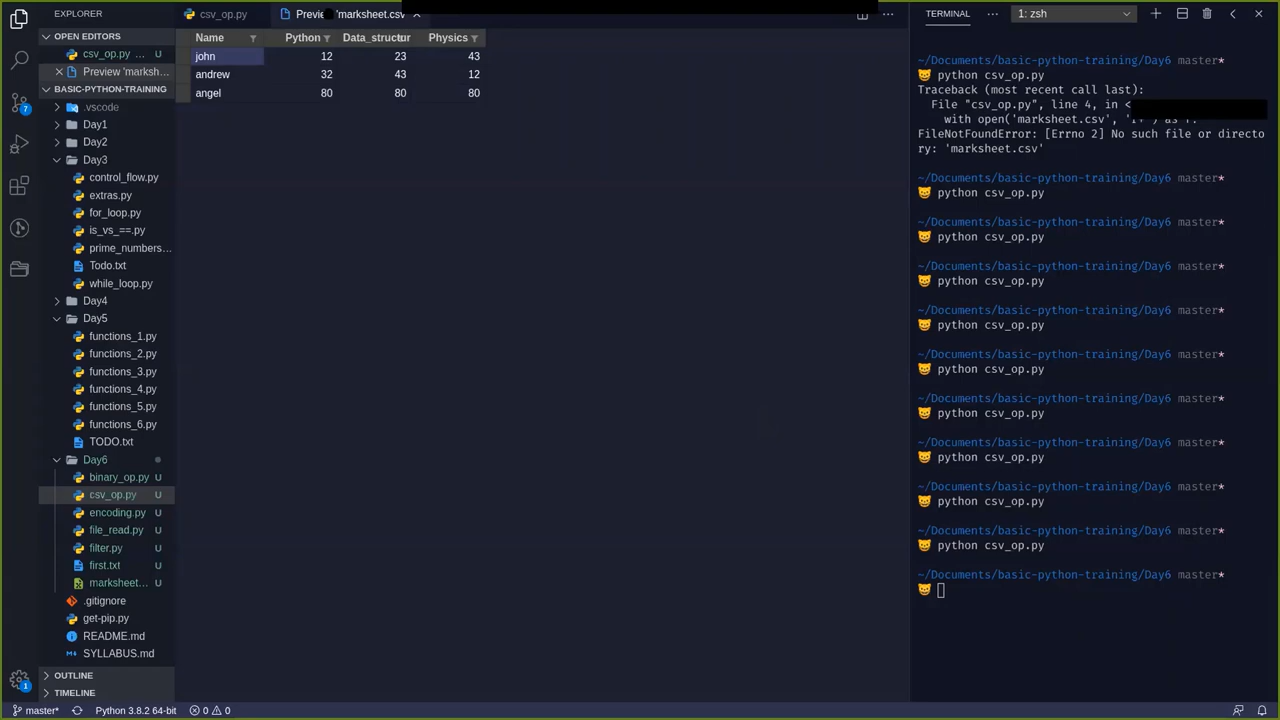 EXPLORER
OPEN EDITORS
csv_op.py ...
U
Preview 'marksh...
BASIC-PYTHON-TRAINING
.vscode
Day1
Day2
Day3
control_flow.py
extras.py
for_loop.py
is_vs_==.py
prime_numbers...
Todo.txt
while_loop.py
Day4
Day5
functions_1.py
functions_2.py
functions_3.py
functions_4.py
functions_5.py
functions_6.py
TODO.txt
Day6
binary_op.py U
csv_op.py U
encoding.py U
file_read.py U
filter.py U
first.txt U
marksheet... U
.gitignore
get-pip.py
README.md
SYLLABUS.md
OUTLINE
TIMELINE
7
1
csv_op.py
'marksheet.csv'
Name Python Physics
john 12 23 43
andrew 32 43 12
angel 80 80 80
TERMINAL
1: zsh
~/Documents/basic-python-training/Day6 master*
python csv_op.py
Traceback (most recent call last):
File "csv_op.py", line 4, in <
with open('marksheet.csv',
FileNotFoundError: [Errno 2] No such file or directo
ry: 'marksheet.csv'
~/Documents/basic-python-training/Day6 master*
python csv_op.py
~/Documents/basic-python-training/Day6 master*
python csv_op.py
~/Documents/basic-python-training/Day6 master*
python csv_op.py
~/Documents/basic-python-training/Day6 master*
python csv_op.py
~/Documents/basic-python-training/Day6 master*
python csv_op.py
~/Documents/basic-python-training/Day6 master*
python csv_op.py
~/Documents/basic-python-training/Day6 master*
python csv_op.py
~/Documents/basic-python-training/Day6 master*
python csv_op.py
~/Documents/basic-python-training/Day6 master*
python csv_op.py
~/Documents/basic-python-training/Day6 master*
master* Python 3.8.2 64-bit 0 0